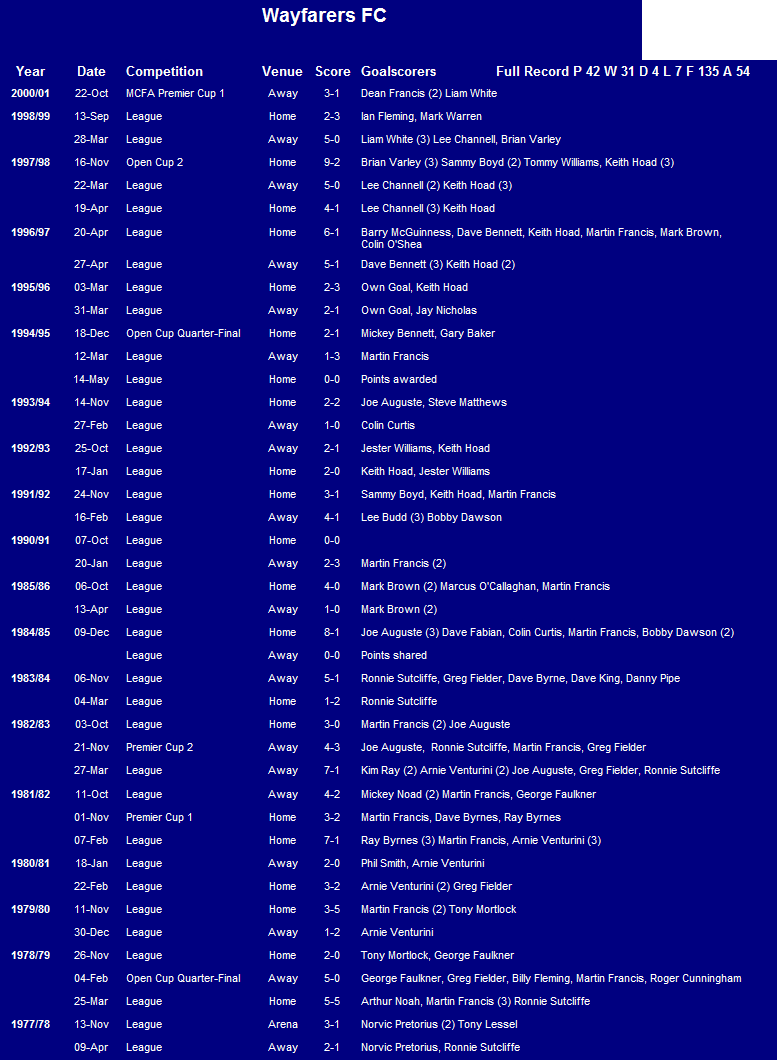 Wayfarers FC
Year Date Competition Venue Score Goalscorers Full Record P 42 W 31 D 4 L 7 F 135 A 54
2000/01 22-Oct MCFA Premier Cup 1 Away 3-1 Dean Francis (2) Liam White
1998/99 13-Sep League Home 2-3 Ian Fleming, Mark Warren
28-Mar League Away 5-0 Liam White (3) Lee Channell, Brian Varley
1997/98 16-Nov Open Cup 2 Home 9-2 Brian Varley (3) Sammy Boyd (2) Tommy Williams, Keith Hoad (3)
22-Mar League Away 5-0 Lee Channell (2) Keith Hoad (3)
19-Apr League Home 4-1 Lee Channell (3) Keith Hoad
1996/97 20-Apr League Home 6-1 Barry McGuinness, Dave Bennett, Keith Hoad, Martin Francis, Mark Brown,
Colin O'Shea
27-Apr League Away 5-1 Dave Bennett (3) Keith Hoad (2)
1995/96 03-Mar League Home 2-3 Own Goal, Keith Hoad
31-Mar League Away 2-1 Own Goal, Jay Nicholas
1994/95 18-Dec Open Cup Quarter-Final Home 2-1 Mickey Bennett, Gary Baker
12-Mar League Away 1-3 Martin Francis
14-May League Home 0-0 Points awarded
1993/94 14-Nov League Home 2-2 Joe Auguste, Steve Matthews
27-Feb League Away 1-0 Colin Curtis
1992/93 25-Oct League Away 2-1 Jester Williams, Keith Hoad
17-Jan League Home 2-0 Keith Hoad, Jester Williams
1991/92 24-Nov League Home 3-1 Sammy Boyd, Keith Hoad, Martin Francis
16-Feb League Away 4-1 Lee Budd (3) Bobby Dawson
1990/91 07-Oct League Home 0-0
20-Jan League Away 2-3 Martin Francis (2)
1985/86 06-Oct League Home 4-0 Mark Brown (2) Marcus O'Callaghan, Martin Francis
13-Apr League Away 1-0 Mark Brown (2)
1984/85 09-Dec League Home 8-1 Joe Auguste (3) Dave Fabian, Colin Curtis, Martin Francis, Bobby Dawson (2)
League Away 0-0 Points shared
1983/84 06-Nov League Away 5-1 Ronnie Sutcliffe, Greg Fielder, Dave Byrne, Dave King, Danny Pipe
04-Mar League Home 1-2 Ronnie Sutcliffe
1982/83 03-Oct League Home 3-0 Martin Francis (2) Joe Auguste
21-Nov Premier Cup 2 Away 4-3 Joe Auguste, Ronnie Sutcliffe, Martin Francis, Greg Fielder
27-Mar League Away 7-1 Kim Ray (2) Arnie Venturini (2) Joe Auguste, Greg Fielder, Ronnie Sutcliffe
1981/82 11-Oct League Away 4-2 Mickey Noad (2) Martin Francis, George Faulkner
01-Nov Premier Cup 1 Home 3-2 Martin Francis, Dave Byrnes, Ray Byrnes
07-Feb League Home 7-1 Ray Byrnes (3) Martin Francis, Arnie Venturini (3)
1980/81 18-Jan League Away 2-0 Phil Smith, Arnie Venturini
22-Feb League Home 3-2 Arnie Venturini (2) Greg Fielder
1979/80 11-Nov League Home 3-5 Martin Francis (2) Tony Mortlock
30-Dec League Away 1-2 Arnie Venturini
1978/79 26-Nov League Home 2-0 Tony Mortlock, George Faulkner
04-Feb Open Cup Quarter-Final Away 5-0 George Faulkner, Greg Fielder, Billy Fleming, Martin Francis, Roger Cunningham
25-Mar League Home 5-5 Arthur Noah, Martin Francis (3) Ronnie Sutcliffe
1977/78 13-Nov League Arena 3-1 Norvic Pretorius (2) Tony Lessel
09-Apr League Away 2-1 Norvic Pretorius, Ronnie Sutcliffe